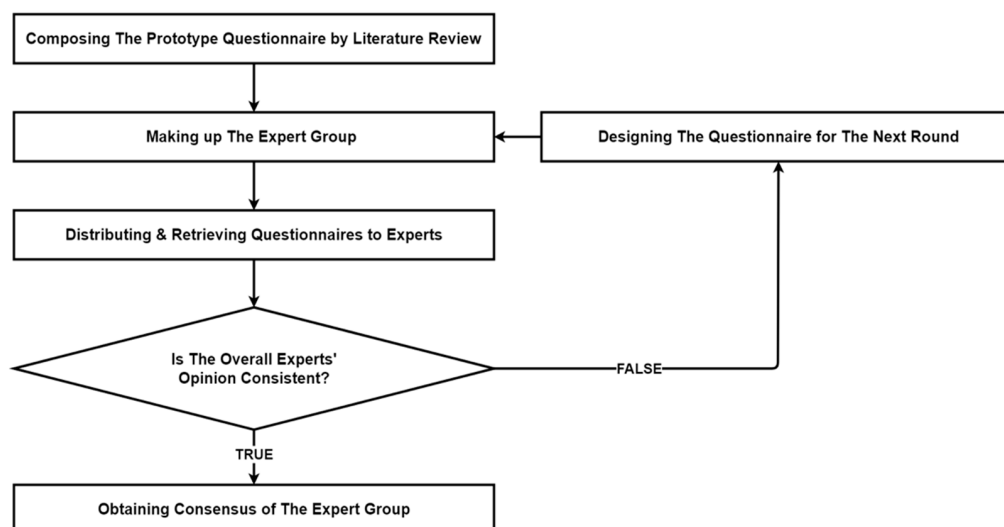 Composing The Prototype Questionnaire by Literature Review
Making up The Expert Group
Designing The Questionnaire for The Next Round
Distributing & Retrieving Questionnaires to Experts
Is The Overall Experts'
Opinion Consistent?
FALSE
TRUE
Obtaining Consensus of The Expert Group